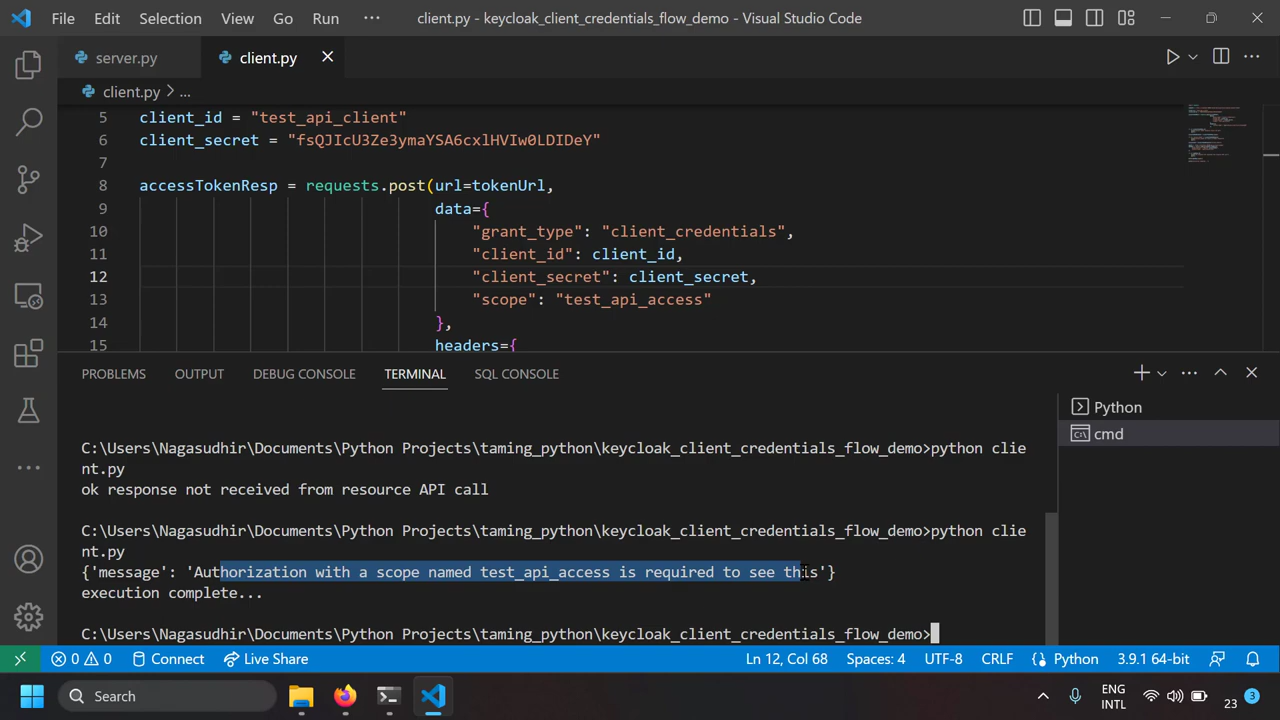 File Edit Selection View Go Run ··· client.py - keycloak_client_credentials_flow_demo - Visual Studio Code
server.py client.py
client.py > ...
5 client_id = "test_api_client"
6 client_secret = "fsQJIcU3Ze3ymaYSA6cxlHVIw0LDIDeY"
7
8 accessTokenResp = requests.post(url=tokenUrl,
9 data={
10 "grant_type": "client_credentials",
11 "client_id": client_id,
12 "client_secret": client_secret,
13 "scope": "test_api_access"
14 },
15 headers={
PROBLEMS OUTPUT DEBUG CONSOLE TERMINAL SQL CONSOLE
Python
cmd
C:\Users\Nagasudhir\Documents\Python Projects\taming_python\keycloak_client_credentials_flow_demo>python clie
nt.py
ok response not received from resource API call
C:\Users\Nagasudhir\Documents\Python Projects\taming_python\keycloak_client_credentials_flow_demo>python clie
nt.py
{'message': 'Authorization with a scope named test_api_access is required to see this'}
execution complete...
C:\Users\Nagasudhir\Documents\Python Projects\taming_python\keycloak_client_credentials_flow_demo>
0 0 Connect Live Share Ln 12, Col 68 Spaces: 4 UTF-8 CRLF Python 3.9.1 64-bit
Search ENG
INTL 23 3